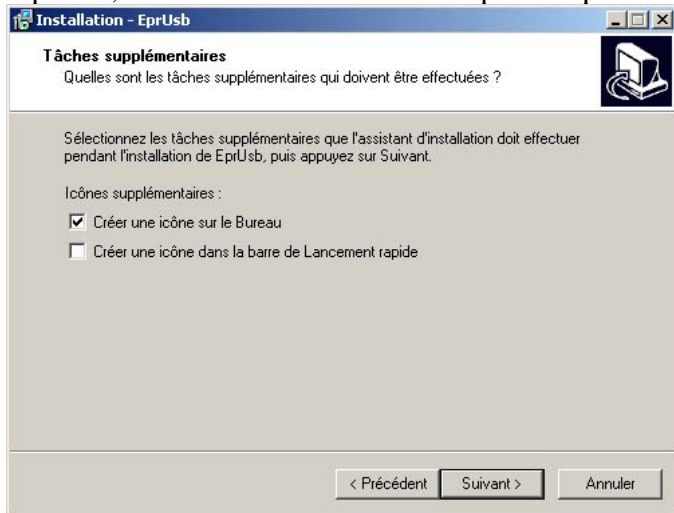 Installation - EprUsb
Tâches supplémentaires
Quelles sont les tâches supplémentaires qui doivent être effectuées ?
Sélectionnez les tâches supplémentaires que l'assistant d'installation doit effectuer
pendant l'installation de EprUsb, puis appuyez sur Suivant.
Icônes supplémentaires :
Créer une icône sur le Bureau
Créer une icône dans la barre de Lancement rapide
< Précédent Suivant > Annuler